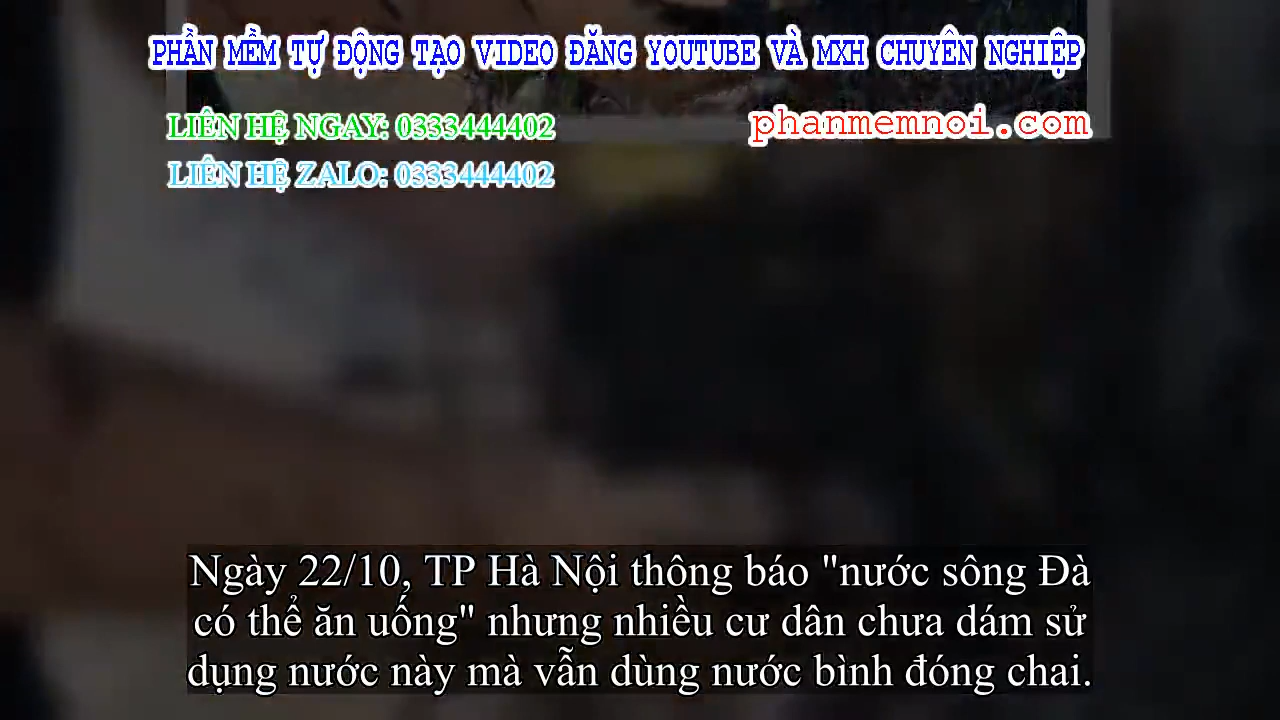 PHẦN MỀM TỰ ĐỘNG TẠO VIDEO ĐĂNG YOUTUBE VÀ MXH CHUYÊN NGHIỆP
LIÊN HỆ NGAY: 0333444402
phanmemnoi.com
LIÊN HỆ ZALO: 0333444402
Ngày 22/10, TP Hà Nội thông báo "nước sông Đà
có thể ăn uống" nhưng nhiều cư dân chưa dám sử
dụng nước này mà vẫn dùng nước bình đóng chai.